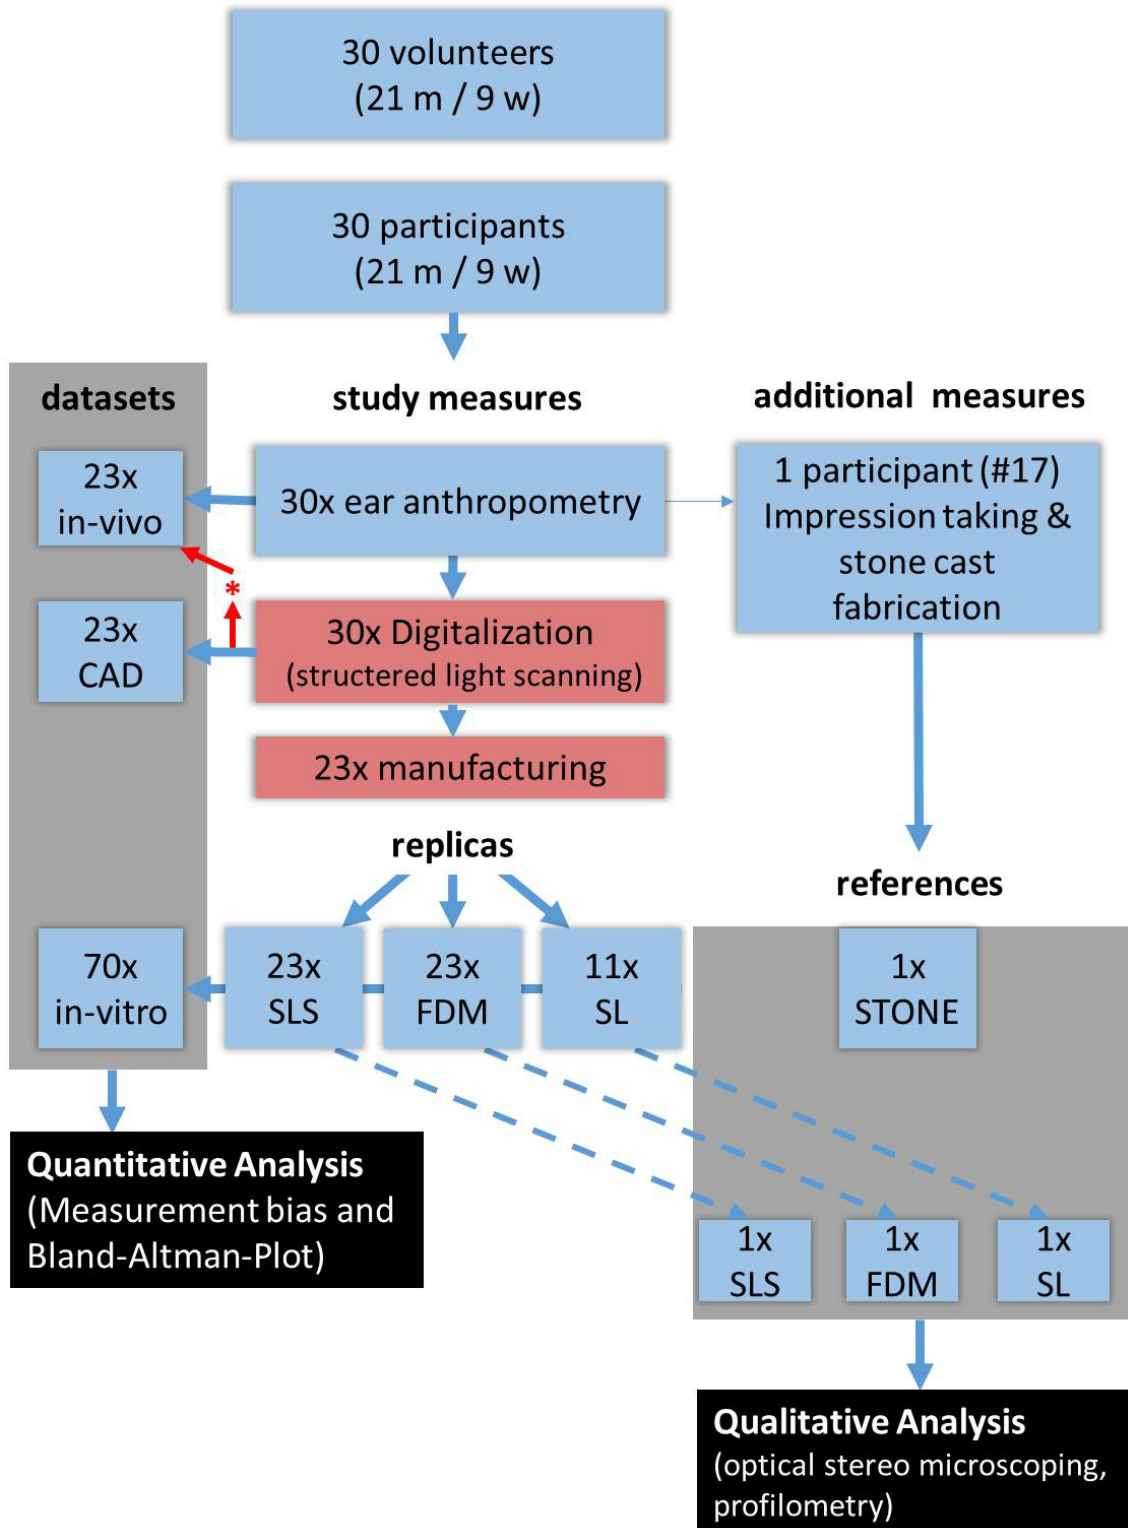 30 volunteers
(21 m / 9 w)
30 participants
(21 m / 9 w)
datasets
study measures
additional measures
23x
in-vivo
30x ear anthropometry
1 participant (#17)
Impression taking &
stone cast
fabrication
*
23x
CAD
30x Digitalization
(structered light scanning)
23x manufacturing
replicas
references
70x
in-vitro
23x
SLS
23x
FDM
11x
SL
1x
STONE
Quantitative Analysis
(Measurement bias and
Bland-Altman-Plot)
1x
SLS
1x
FDM
1x
SL
Qualitative Analysis
(optical stereo microscoping,
profilometry)